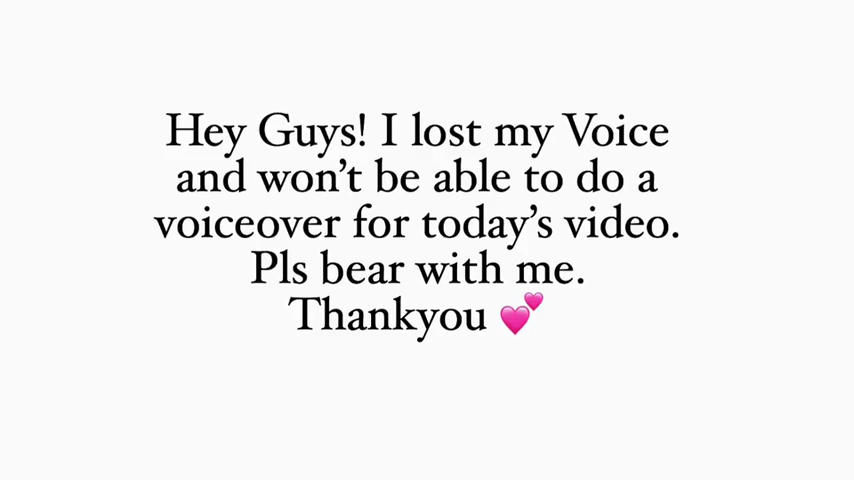 Hey Guys! I lost my Voice
and won’t be able to do a
voiceover for today’s video.
Pls bear with me.
Thankyou 💕